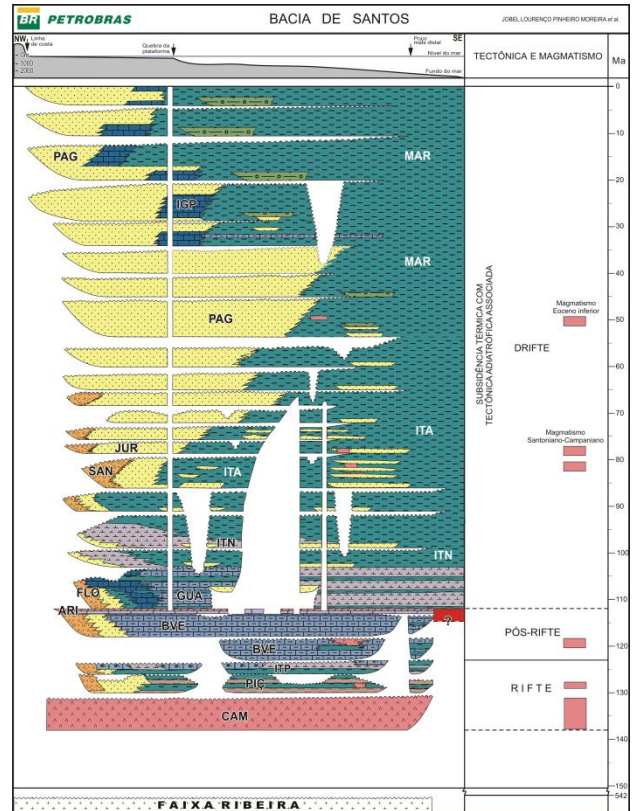 BR PETROBRAS
BACIA DE SANTOS
JOBEL LOURENÇO PINHEIRO MOREIRA et al.
NW
Linha de costa
Quebra da plataforma
Poço mais distal
SE
Nível do mar
0
1000
2000
Fundo do mar
TECTÔNICA E MAGMATISMO
Ma
0
10
20
30
40
50
60
70
80
90
100
110
120
130
140
150
542
PAG
MAR
IGP
MAR
PAG
ITA
JUR
SAN
ITA
ITN
ITN
FLO
GUA
ARI
BVE
?
BVE
ITP
PIÇ
CAM
FAIXA RIBEIRA
SUBSIDÊNCIA TÉRMICA COM
TECTÔNICA ADIATRÓFICA ASSOCIADA
Magmatismo
Eoceno inferior
DRIFTE
Magmatismo
Santoniano-Campaniano
PÓS-RIFTE
RIFTE